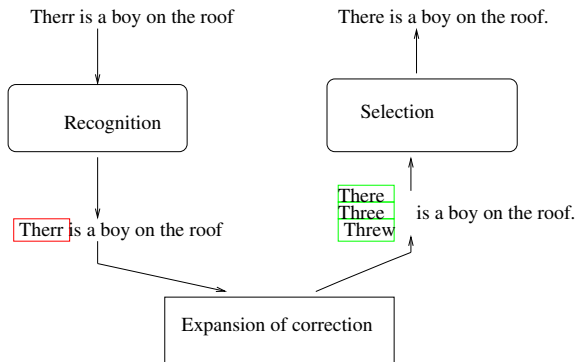 Therr is a boy on the roof
There is a boy on the roof.
Recognition
Selection
There
Three
Threw
is a boy on the roof.
Therr is a boy on the roof
Expansion of correction